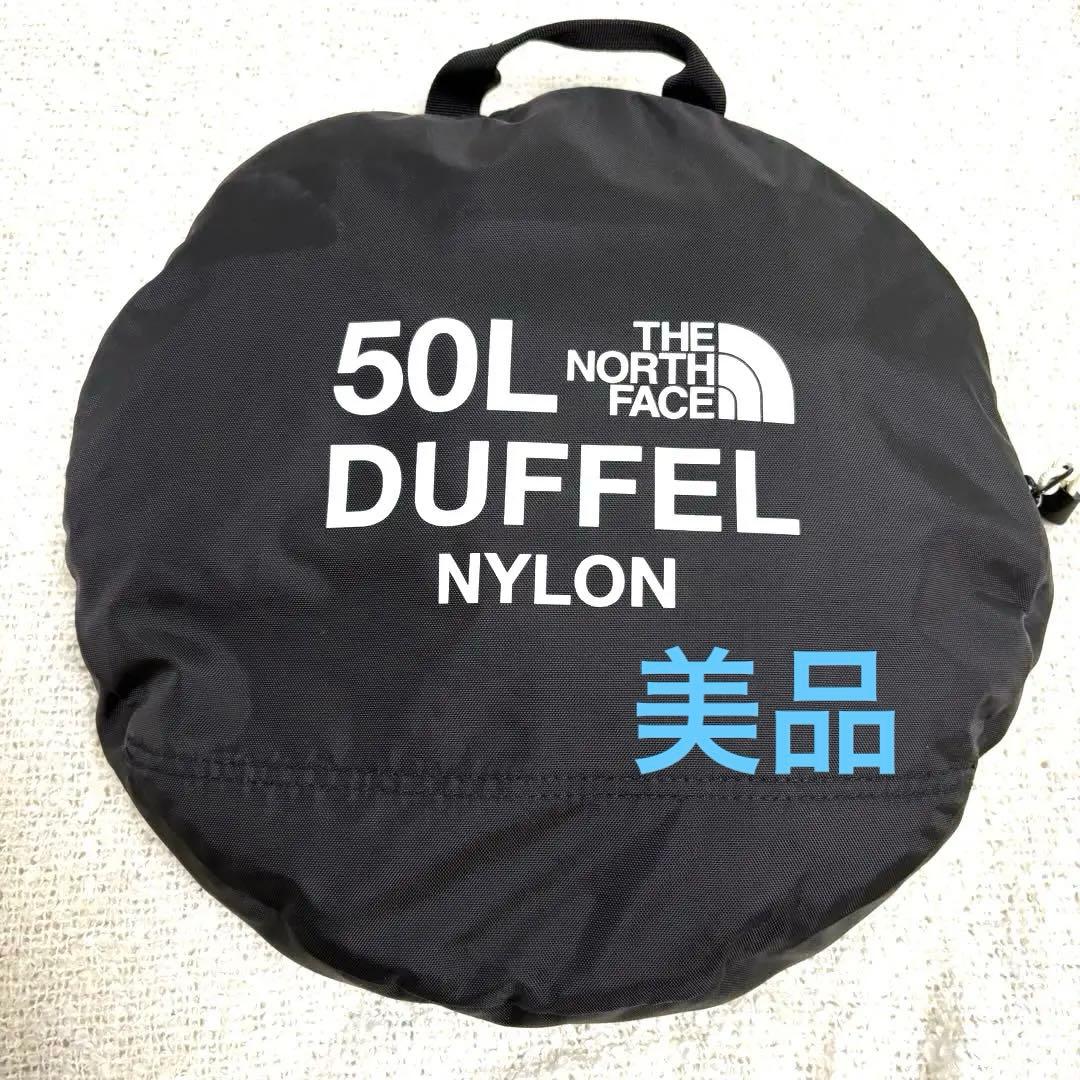 50L THE NORTH FACE
DUFFEL
NYLON
美品